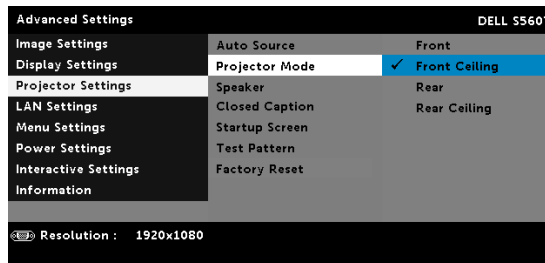 Advanced Settings
DELL S560
Image Settings
Display Settings
Projector Settings
LAN Settings
Menu Settings
Power Settings
Interactive Settings
Information
Auto Source
Projector Mode
Speaker
Closed Caption
Startup Screen
Test Pattern
Factory Reset
Front
Front Ceiling
Rear
Rear Ceiling
Resolution : 1920x1080